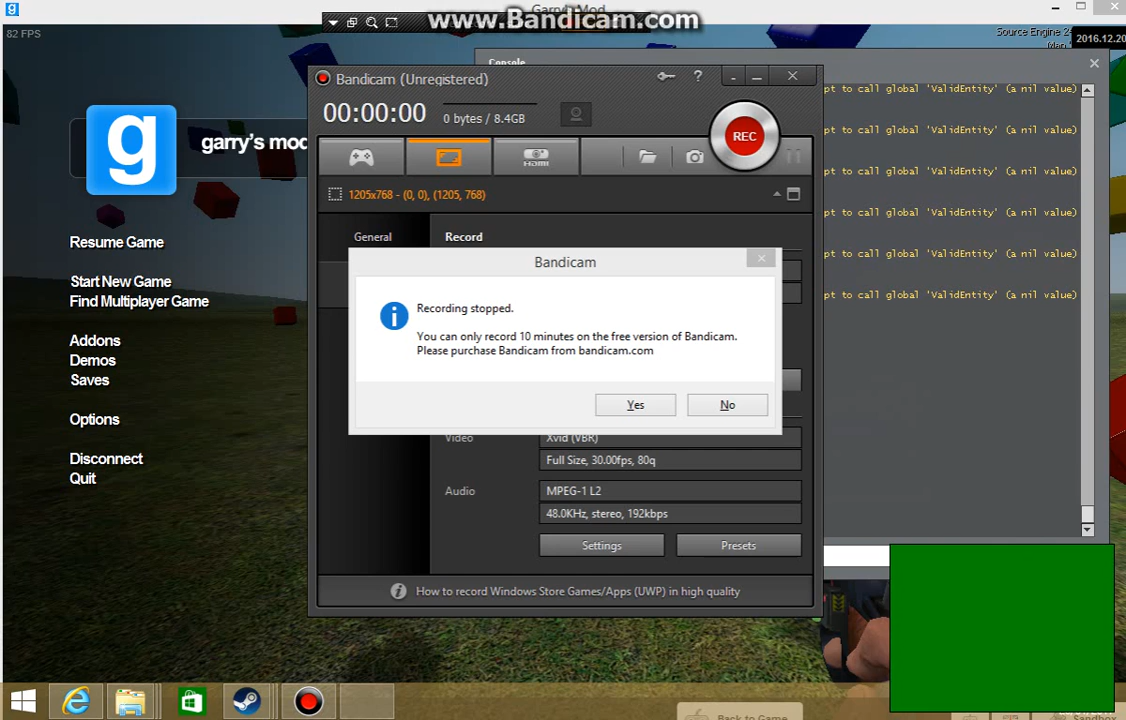 www.Bandicam.com
82 FPS
2016.12.20
Console
Bandicam (Unregistered)
?
00:00:00
0 bytes / 8.4GB
REC
HDMI
g
garry's mod
1205x768 - (0, 0), (1205, 768)
General
Record
Resume Game
Start New Game
Find Multiplayer Game
Addons
Demos
Saves
Options
Disconnect
Quit
Bandicam
Recording stopped.
You can only record 10 minutes on the free version of Bandicam.
Please purchase Bandicam from bandicam.com
Yes
No
pt to call global 'ValidEntity' (a nil value)
pt to call global 'ValidEntity' (a nil value)
pt to call global 'ValidEntity' (a nil value)
pt to call global 'ValidEntity' (a nil value)
pt to call global 'ValidEntity' (a nil value)
pt to call global 'ValidEntity' (a nil value)
Video
Xvid (VBR)
Full Size, 30.00fps, 80q
Audio
MPEG-1 L2
48.0KHz, stereo, 192kbps
Settings
Presets
How to record Windows Store Games/Apps (UWP) in high quality
Back to Game
Sandbox